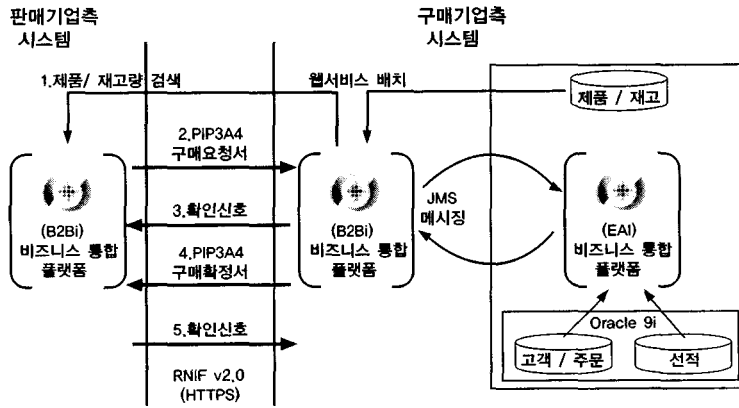 판매기업측
시스템
구매기업측
시스템
1.제품/ 재고량 검색
웹서비스 배치
제품 / 재고
2.PiP3A4
구매요청서
3.확인신호
4.PIP3A4
구매확정서
5.확인신호
(B2Bi)
비즈니스 통합
플랫폼
(B2Bi)
비즈니스 통합
플랫폼
JMS
메시징
(EAI)
비즈니스 통합
플랫폼
Oracle 9i
고객 / 주문
선적
RNiF v2.0
(HTTPS)